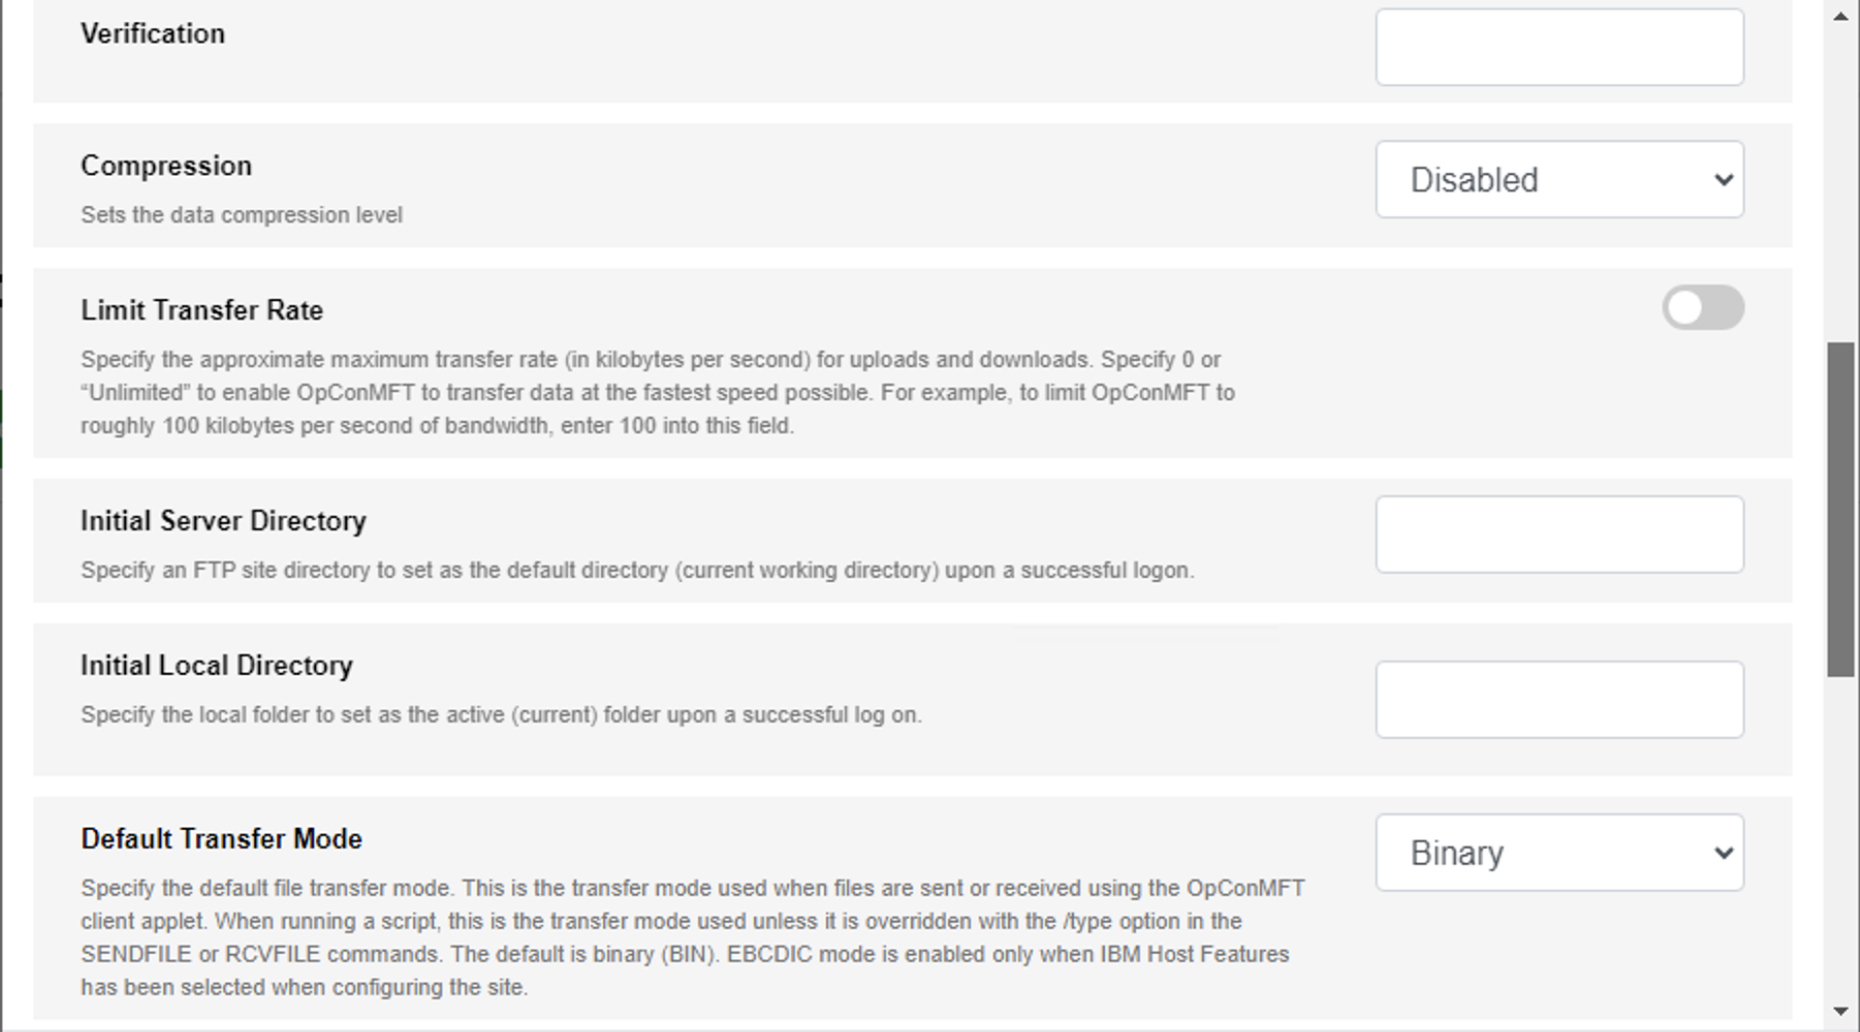 Verification
Compression
Disabled
Sets the data compression level
Limit Transfer Rate
Specify the approximate maximum transfer rate (in kilobytes per second) for uploads and downloads. Specify 0 or
“Unlimited” to enable OpConMFT to transfer data at the fastest speed possible. For example, to limit OpConMFT to
roughly 100 kilobytes per second of bandwidth, enter 100 into this field.
Initial Server Directory
Specify an FTP site directory to set as the default directory (current working directory) upon a successful logon.
Initial Local Directory
Specify the local folder to set as the active (current) folder upon a successful log on.
Default Transfer Mode
Binary
Specify the default file transfer mode. This is the transfer mode used when files are sent or received using the OpConMFT
client applet. When running a script, this is the transfer mode used unless it is overridden with the /type option in the
SENDFILE or RCVFILE commands. The default is binary (BIN). EBCDIC mode is enabled only when IBM Host Features
has been selected when configuring the site.